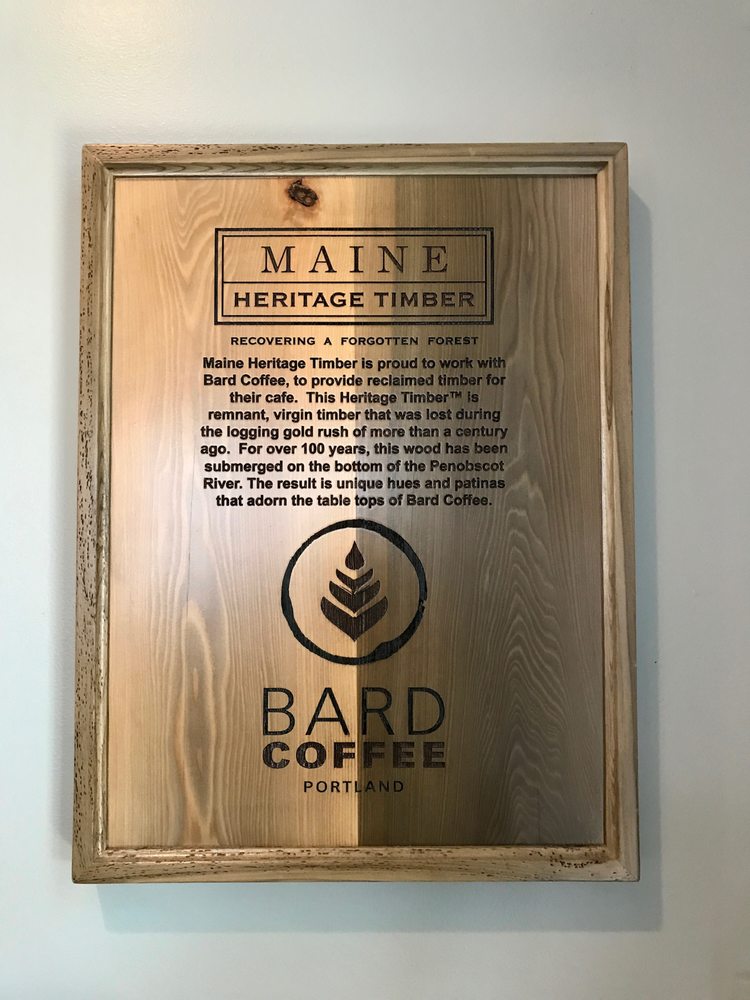 MAINE
HERITAGE TIMBER
RECOVERING A FORGOTTEN FOREST
Maine Heritage Timber is proud to work with
Bard Coffee, to provide reclaimed timber for
their cafe. This Heritage Timber™ is
remnant, virgin timber that was lost during
the logging gold rush of more than a century
ago. For over 100 years, this wood has been
submerged on the bottom of the Penobscot
River. The result is unique hues and patinas
that adorn the table tops of Bard Coffee.
BARD
COFFEE
PORTLAND